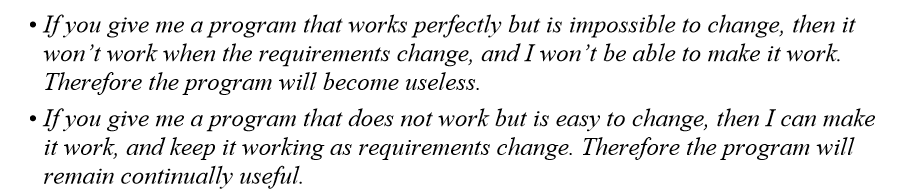 • If you give me a program that works perfectly but is impossible to change, then it
won’t work when the requirements change, and I won’t be able to make it work.
Therefore the program will become useless.
• If you give me a program that does not work but is easy to change, then I can make
it work, and keep it working as requirements change. Therefore the program will
remain continually useful.